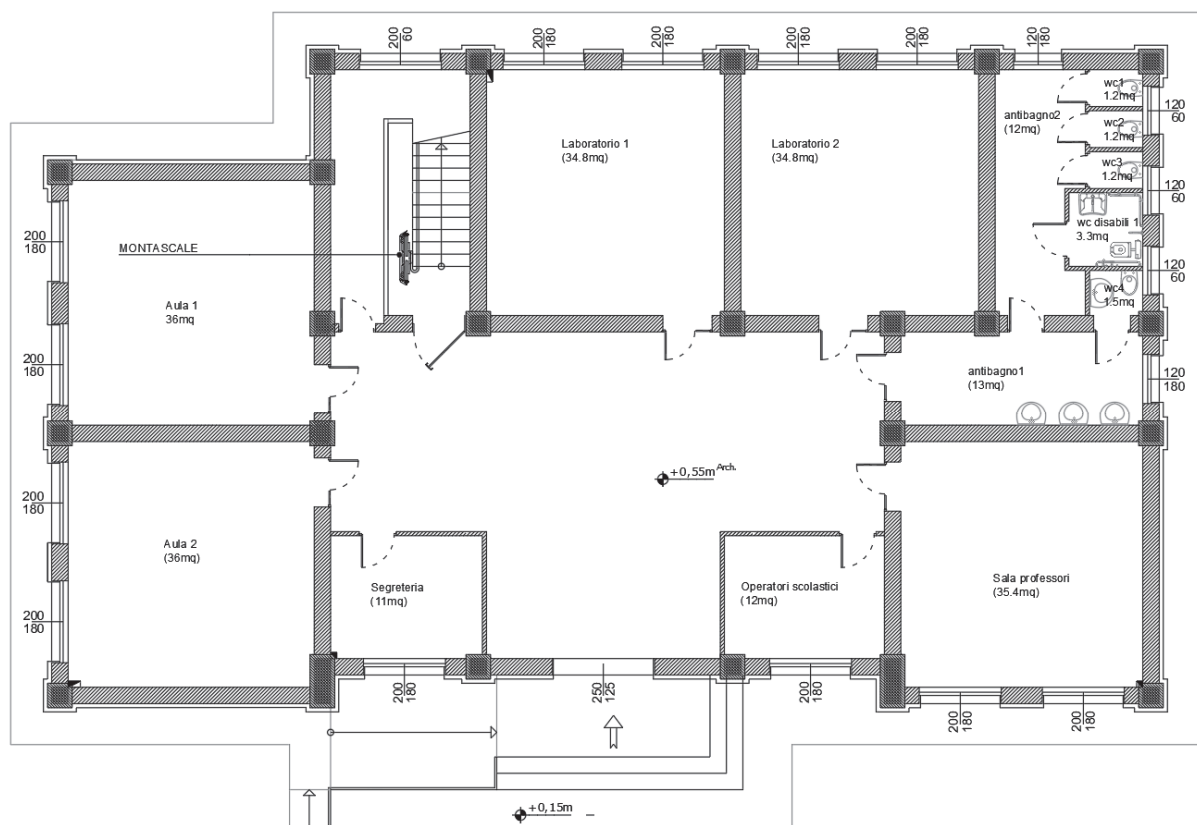 200
60
200
180
200
180
200
180
200
180
120
180
wc1
1.2mq
120
60
antibagno2
(12mq)
wc2
1.2mq
Laboratorio 1
(34.8mq)
Laboratorio 2
(34.8mq)
wc3
1.2mq
120
60
wc disabili 1
3.3mq
200
180
MONTASCALE
120
60
wc4
1.5mq
Aula 1
36mq
200
180
antibagno1
(13mq)
120
180
+0,55m Arch.
200
180
Aula 2
(36mq)
Segreteria
(11mq)
Operatori scolastici
(12mq)
Sala professori
(35.4mq)
200
180
200
180
250
125
200
180
200
180
200
180
+0,15m